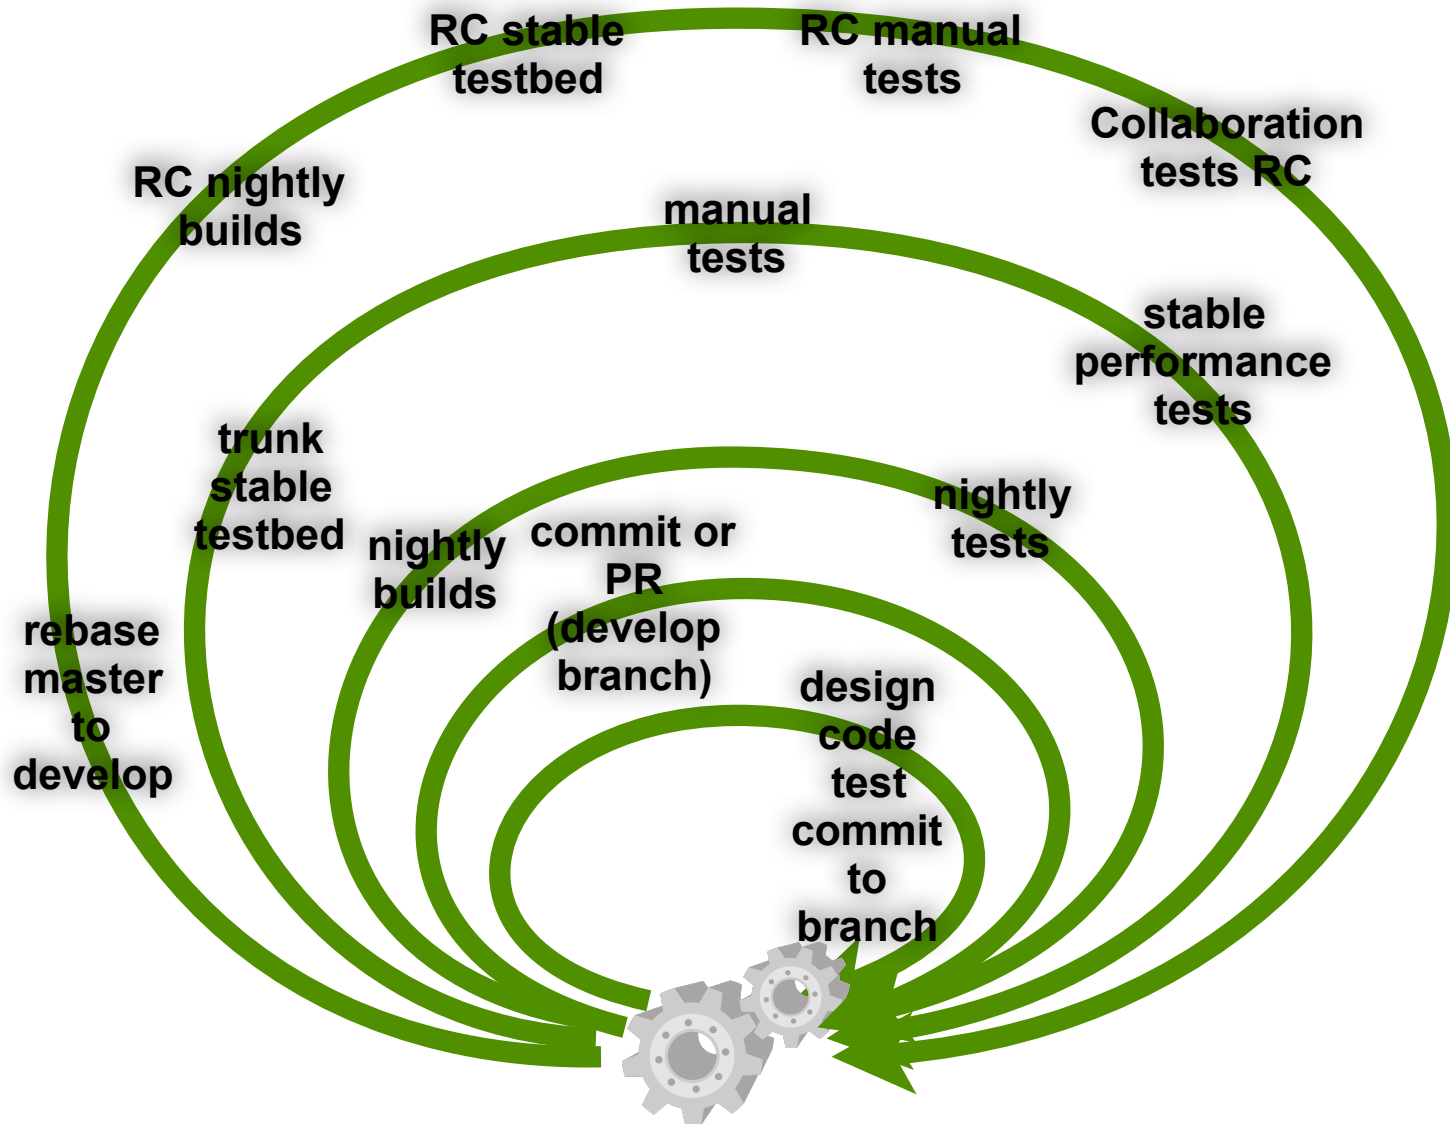 RC stable
testbed
RC manual
tests
Collaboration
tests RC
RC nightly
builds
manual
tests
stable
performance
tests
trunk
stable
testbed
nightly
builds
commit or
PR
(develop
branch)
nightly
tests
rebase
master
to
develop
design
code
test
commit
to
branch